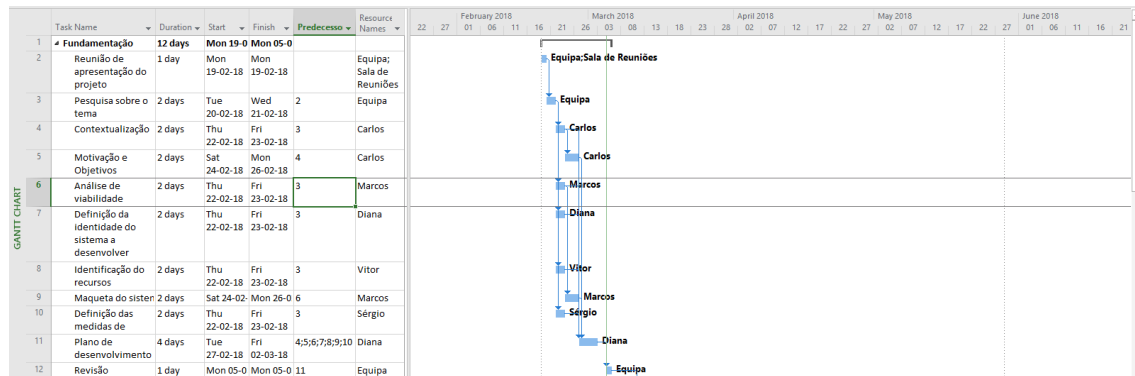 February 2018 March 2018 April 2018 May 2018 June 2018
Task Name Duration Start Finish Predecesso Resource Names
22 27 01 06 11 16 21 26 03 08 13 18 23 28 02 07 12 17 22 27 02 07 12 17 22 27 01 06 11 16 21
GANTT CHART
1 Fundamentação 12 days Mon 19-0 Mon 05-0
2 Reunião de apresentação do projeto 1 day Mon 19-02-18 Mon 19-02-18 Equipa; Sala de Reuniões
Equipa;Sala de Reuniões
3 Pesquisa sobre o tema 2 days Tue 20-02-18 Wed 21-02-18 2 Equipa
Equipa
4 Contextualização 2 days Thu 22-02-18 Fri 23-02-18 3 Carlos
Carlos
5 Motivação e Objetivos 2 days Sat 24-02-18 Mon 26-02-18 4 Carlos
Carlos
6 Análise de viabilidade 2 days Thu 22-02-18 Fri 23-02-18 3 Marcos
Marcos
7 Definição da identidade do sistema a desenvolver 2 days Thu 22-02-18 Fri 23-02-18 3 Diana
Diana
8 Identificação do recursos 2 days Thu 22-02-18 Fri 23-02-18 3 Vitor
Vitor
9 Maqueta do sisten 2 days Sat 24-02- Mon 26-0 6 Marcos
Marcos
10 Definição das medidas de 2 days Thu 22-02-18 Fri 23-02-18 3 Sérgio
Sérgio
11 Plano de desenvolvimento 4 days Tue 27-02-18 Fri 02-03-18 4;5;6;7;8;9;10 Diana
Diana
12 Revisão 1 day Mon 05-0 Mon 05-0 11 Equipa
Equipa